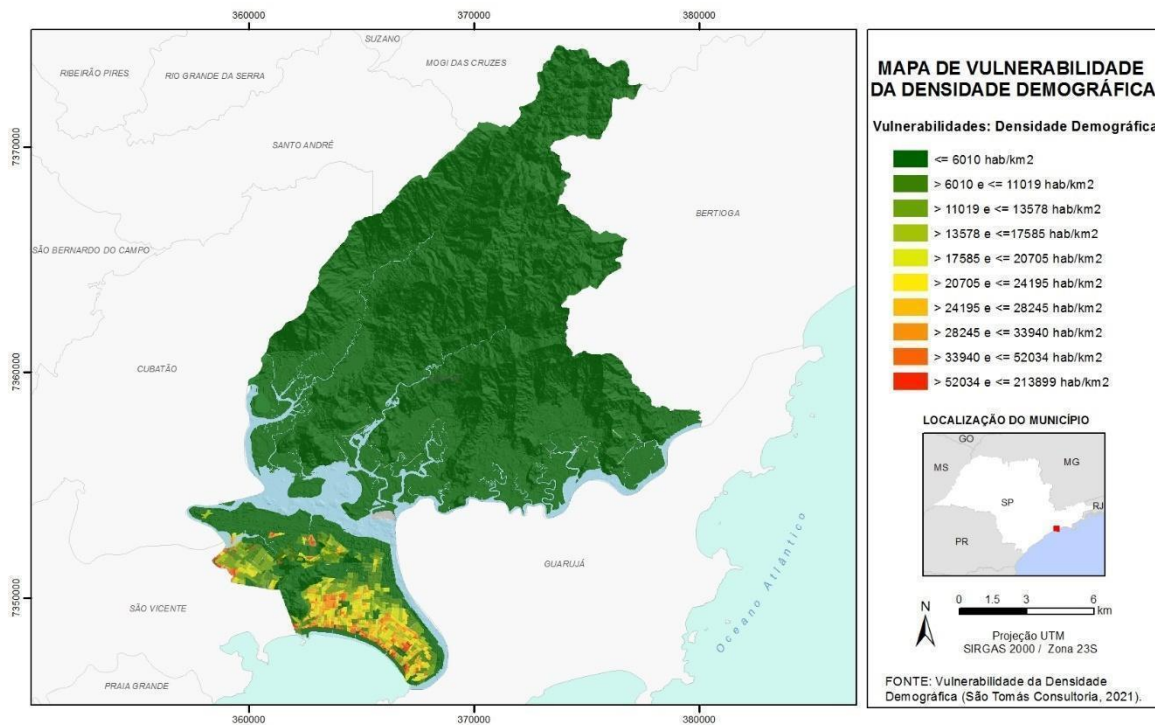 360000
370000
380000
SUZANO
RIBEIRÃO PIRES
RIO GRANDE DA SERRA
MOGI DAS CRUZES
7370000
SANTO ANDRÉ
BERTIOGA
SÃO BERNARDO DO CAMPO
CUBATÃO
7360000
Oceano Atlântico
GUARUJÁ
7350000
SÃO VICENTE
PRAIA GRANDE
360000
370000
380000
MAPA DE VULNERABILIDADE
DA DENSIDADE DEMOGRÁFICA
Vulnerabilidades: Densidade Demográfica
<= 6010 hab/km2
> 6010 e <= 11019 hab/km2
> 11019 e <= 13578 hab/km2
> 13578 e <=17585 hab/km2
> 17585 e <= 20705 hab/km2
> 20705 e <= 24195 hab/km2
> 24195 e <= 28245 hab/km2
> 28245 e <= 33940 hab/km2
> 33940 e <= 52034 hab/km2
> 52034 e <= 213899 hab/km2
LOCALIZAÇÃO DO MUNICÍPIO
GO
MS
MG
SP
RJ
PR
N
0 1.5 3 6
km
Projeção UTM
SIRGAS 2000 / Zona 23S
FONTE: Vulnerabilidade da Densidade
Demográfica (São Tomás Consultoria, 2021).